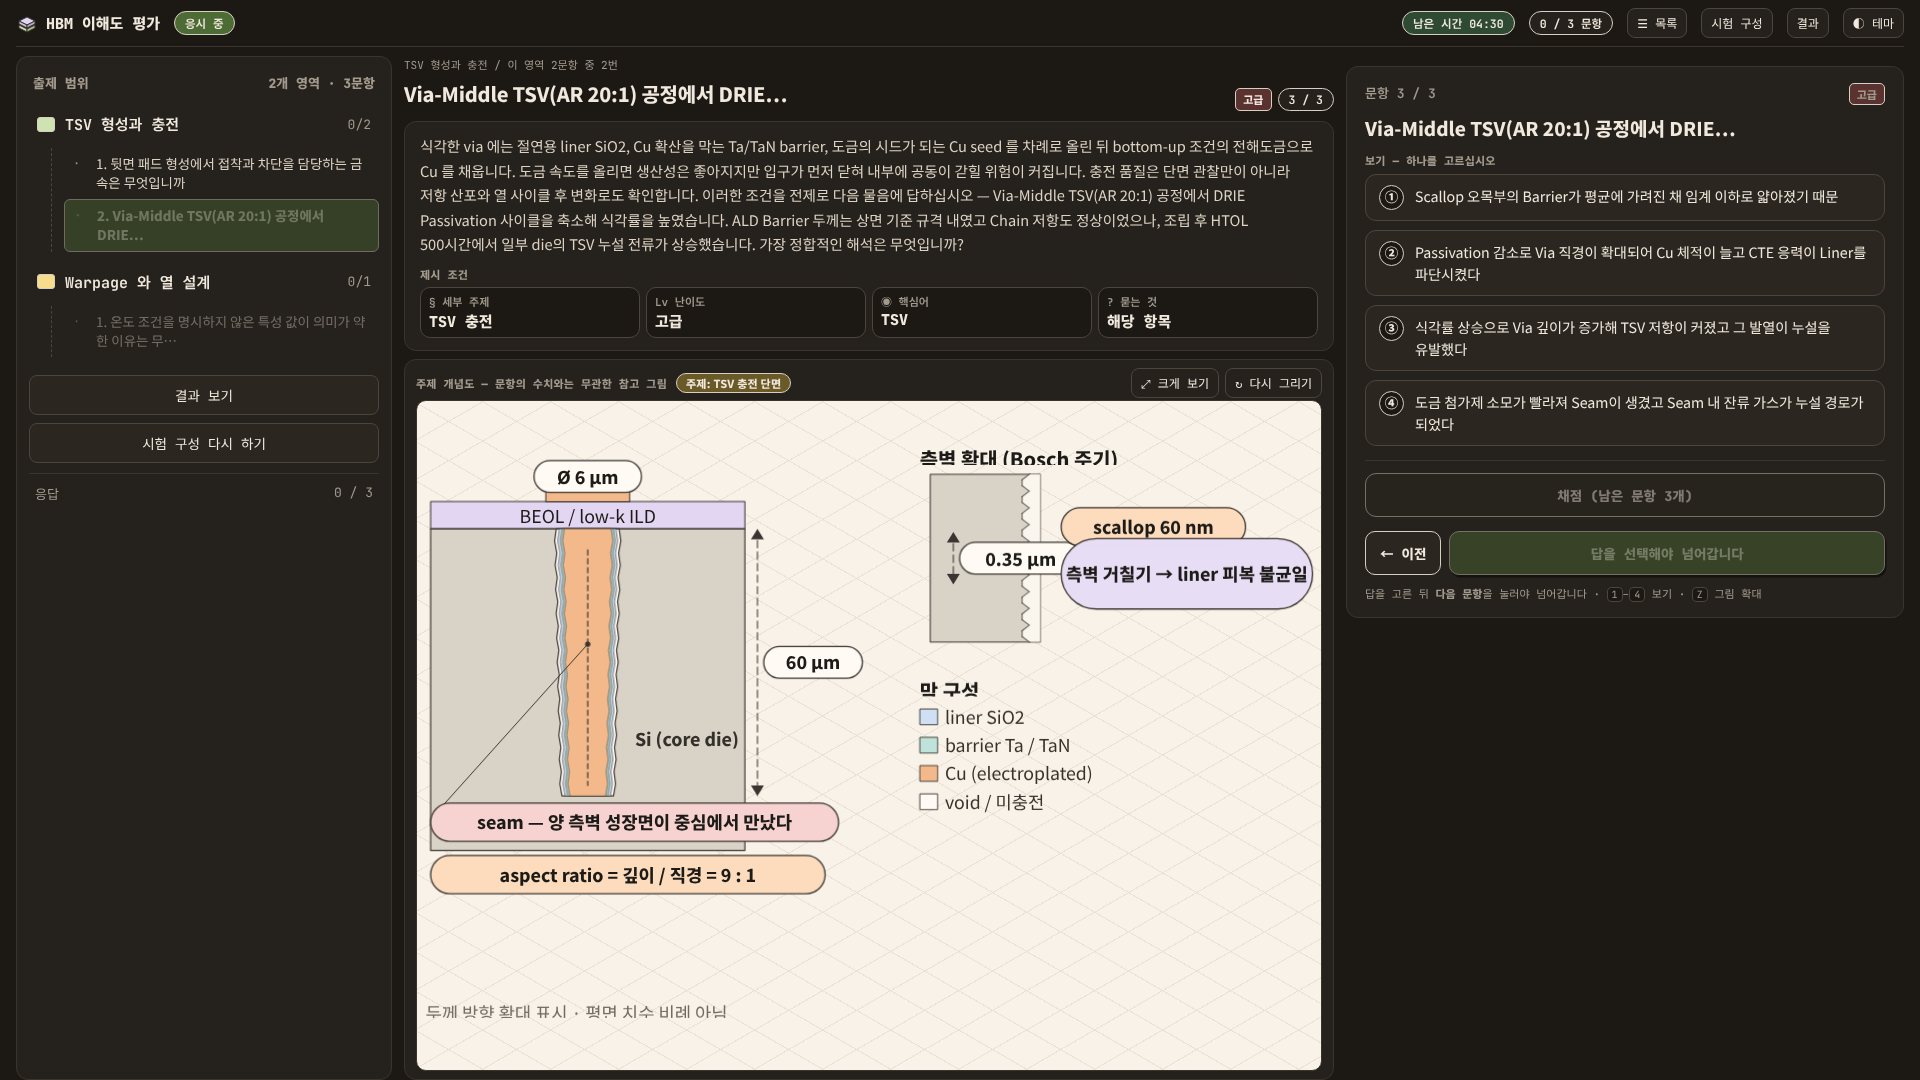 HBM 이해도 평가
응시 중
남은 시간 04:30
0 / 3 문항
☰ 목록
시험 구성
결과
◐ 테마
출제 범위
2개 영역 · 3문항
TSV 형성과 충전
0/2
· 1. 뒷면 패드 형성에서 접착과 차단을 담당하는 금
속은 무엇입니까
· 2. Via-Middle TSV(AR 20:1) 공정에서
DRIE…
Warpage 와 열 설계
0/1
· 1. 온도 조건을 명시하지 않은 특성 값이 의미가 약
한 이유는 무…
결과 보기
시험 구성 다시 하기
응답
0 / 3
TSV 형성과 충전 / 이 영역 2문항 중 2번
Via-Middle TSV(AR 20:1) 공정에서 DRIE…
고급
3 / 3
식각한 via 에는 절연용 liner SiO2, Cu 확산을 막는 Ta/TaN barrier, 도금의 시드가 되는 Cu seed 를 차례로 올린 뒤 bottom-up 조건의 전해도금으로
Cu 를 채웁니다. 도금 속도를 올리면 생산성은 좋아지지만 입구가 먼저 닫혀 내부에 공동이 갇힐 위험이 커집니다. 충전 품질은 단면 관찰만이 아니라
저항 산포와 열 사이클 후 변화로도 확인합니다. 이러한 조건을 전제로 다음 물음에 답하십시오 — Via-Middle TSV(AR 20:1) 공정에서 DRIE
Passivation 사이클을 축소해 식각률을 높였습니다. ALD Barrier 두께는 상면 기준 규격 내였고 Chain 저항도 정상이었으나, 조립 후 HTOL
500시간에서 일부 die의 TSV 누설 전류가 상승했습니다. 가장 정합적인 해석은 무엇입니까?
제시 조건
§ 세부 주제
TSV 충전
Lv 난이도
고급
◉ 핵심어
TSV
? 묻는 것
해당 항목
주제 개념도 — 문항의 수치와는 무관한 참고 그림
주제: TSV 충전 단면
⤢ 크게 보기
↻ 다시 그리기
Ø 6 µm
BEOL / low-k ILD
60 µm
Si (core die)
seam — 양 측벽 성장면이 중심에서 만났다
aspect ratio = 깊이 / 직경 = 9 : 1
측벽 확대 (Bosch 주기)
scallop 60 nm
0.35 µm
측벽 거칠기 → liner 피복 불균일
막 구성
liner SiO2
barrier Ta / TaN
Cu (electroplated)
void / 미충전
두께 방향 확대 표시 · 평면 치수 비례 아님
문항 3 / 3
고급
Via-Middle TSV(AR 20:1) 공정에서 DRIE…
보기 — 하나를 고르십시오
① Scallop 오목부의 Barrier가 평균에 가려진 채 임계 이하로 얇아졌기 때문
② Passivation 감소로 Via 직경이 확대되어 Cu 체적이 늘고 CTE 응력이 Liner를
파단시켰다
③ 식각률 상승으로 Via 깊이가 증가해 TSV 저항이 커졌고 그 발열이 누설을
유발했다
④ 도금 첨가제 소모가 빨라져 Seam이 생겼고 Seam 내 잔류 가스가 누설 경로가
되었다
채점 (남은 문항 3개)
← 이전
답을 선택해야 넘어갑니다
답을 고른 뒤 다음 문항을 눌러야 넘어갑니다 · 1-4 보기 · Z 그림 확대